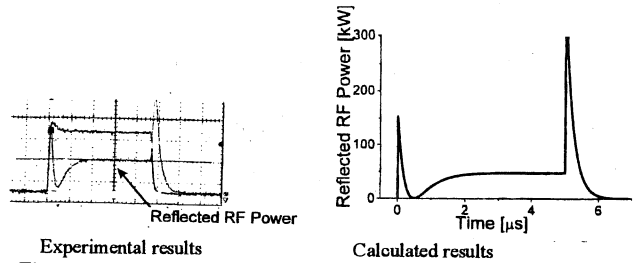 Reflected RF Power
Experimental results
Reflected RF Power [kW]
300
200
100
0
0
2
4
6
Time [µs]
Calculated results